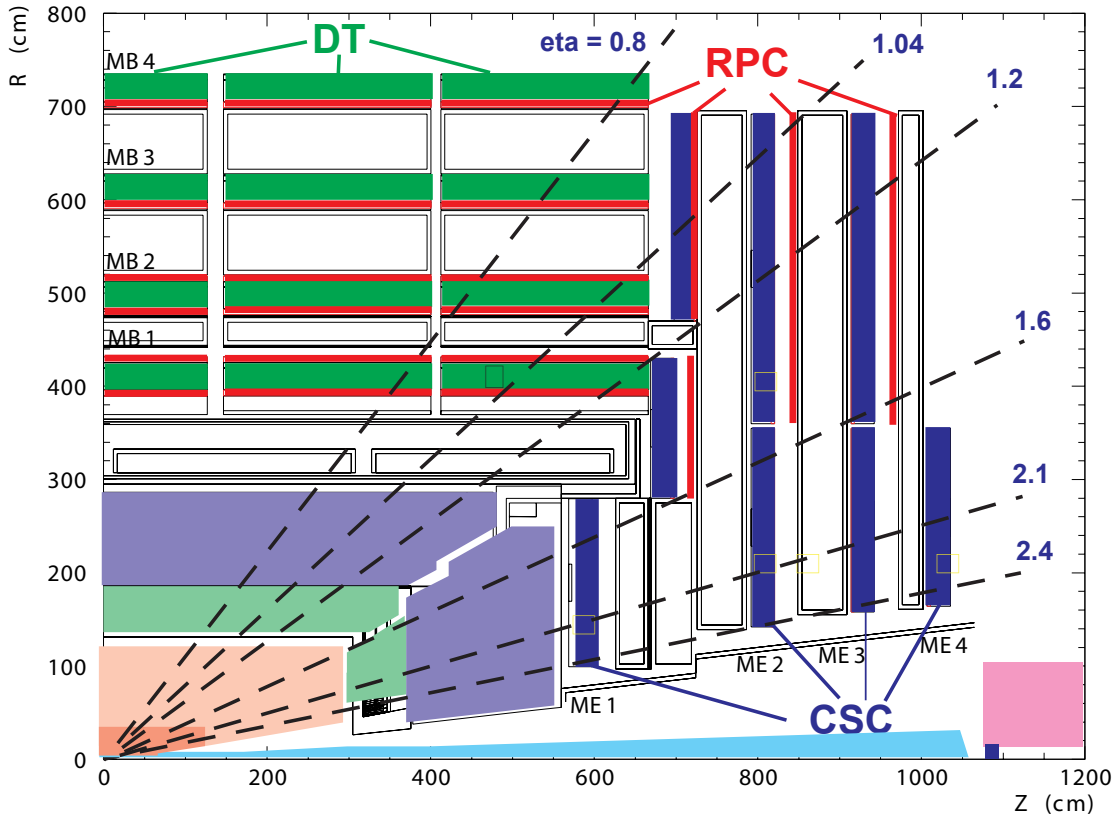 R (cm)
800
700
600
500
400
300
200
100
0
DT
eta = 0.8
1.04
RPC
1.2
MB 4
MB 3
MB 2
MB 1
1.6
2.1
2.4
ME 1
ME 2
ME 3
ME 4
CSC
0
200
400
600
800
1000
1200
Z (cm)